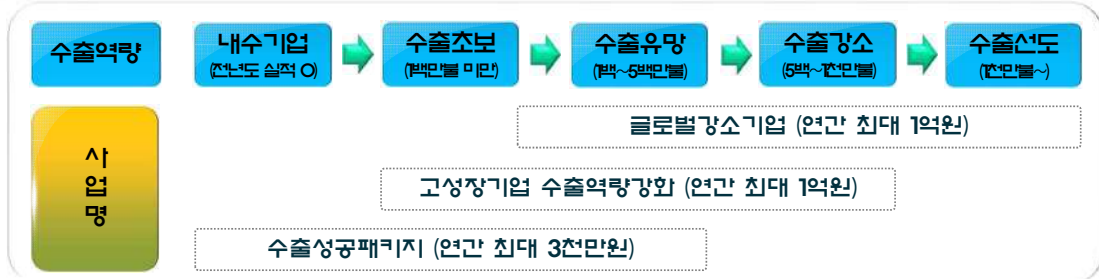 수출역량
내수기업
(전년도 실적 0)
수출초보
(1백만불 미만)
수출유망
(1백~5백만불)
수출강소
(5백~1천만불)
수출선도
(1천만불~)
사
업
명
글로벌강소기업 (연간 최대 1억원)
고성장기업 수출역량강화 (연간 최대 1억원)
수출성공패키지 (연간 최대 3천만원)